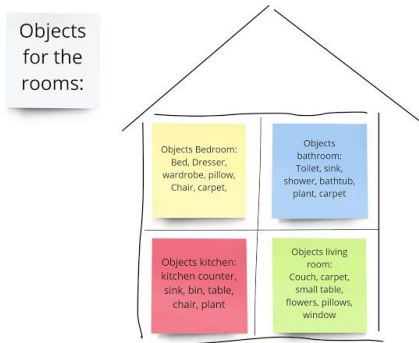 Objects
for the
rooms:
Objects Bedroom:
Bed, Dresser,
wardrobe, pillow,
Chair, carpet,
Objects
bathroom:
Toilet, sink,
shower, bathtub,
plant, carpet
Objects kitchen:
kitchen counter,
sink, bin, table,
chair, plant
Objects living
room:
Couch, carpet,
small table,
flowers, pillows,
window